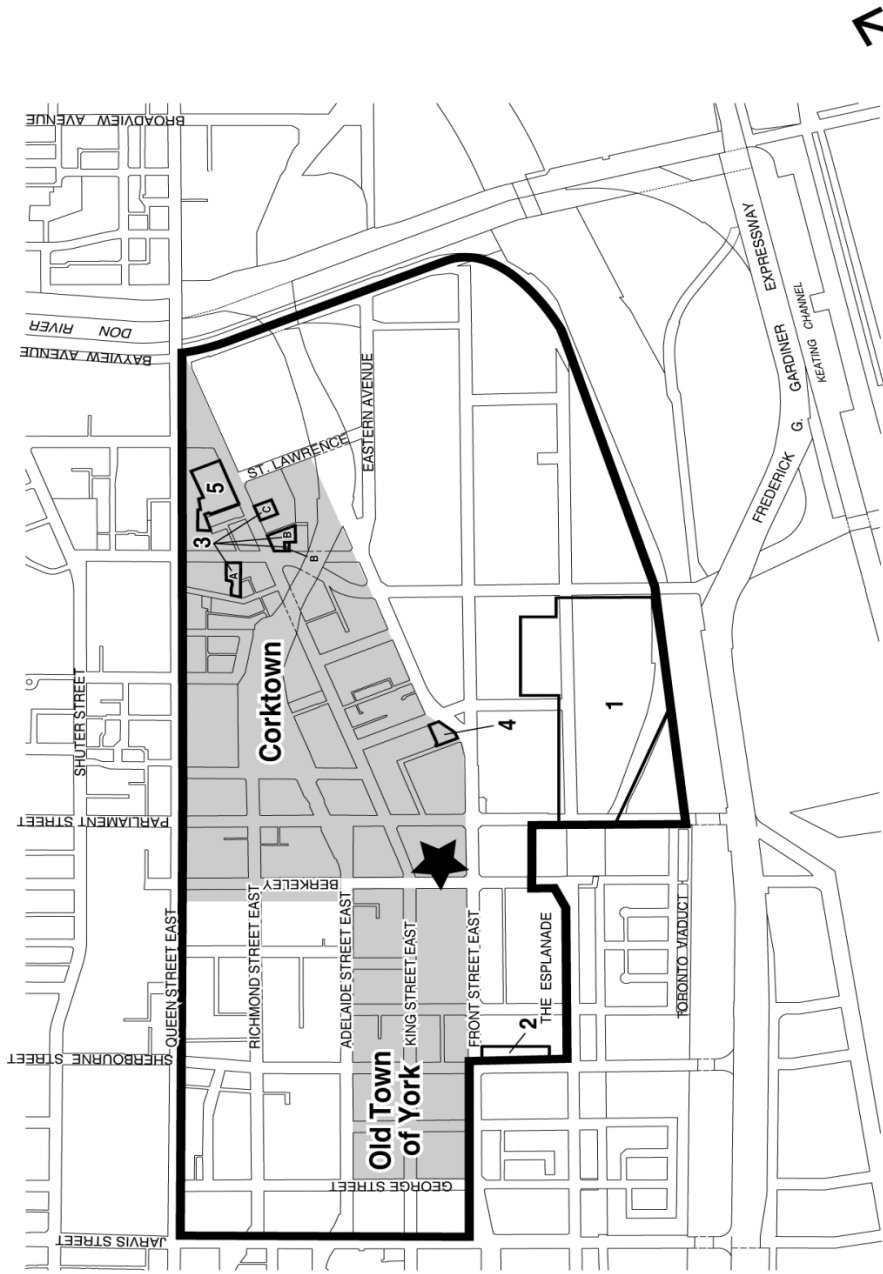 BROADVIEW AVENUE
DON RIVER
BAYVIEW AVENUE
SHUTER STREET
PARLIAMENT STREET
SHERBOURNE STREET
JARVIS STREET
QUEEN STREET EAST
RICHMOND STREET EAST
ADELAIDE STREET EAST
KING STREET EAST
FRONT STREET EAST
THE ESPLANADE
BERKELEY
GEORGE STREET
ST. LAWRENCE
EASTERN AVENUE
Corktown
Old Town
of York
TORONTO VIADUCT
FREDERICK G. GARDINER EXPRESSWAY
KEATING CHANNEL
1
2
3
4
5
A
B
B
C